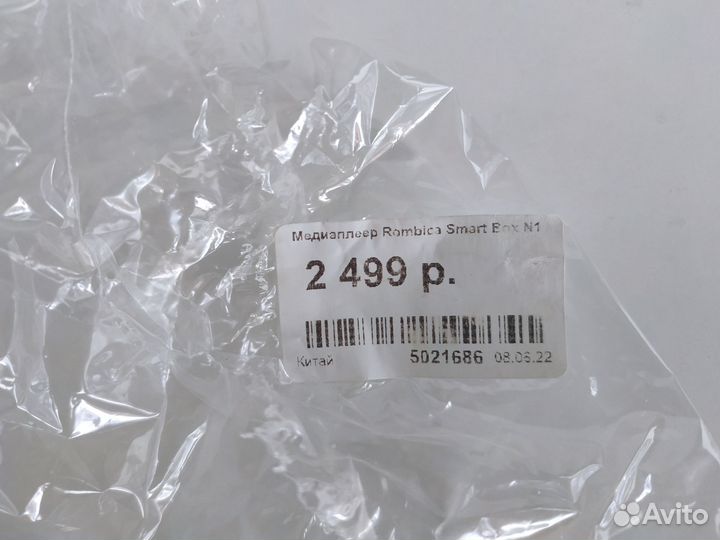 Медиаплеер Rombica Smart Box N1
2 499 р.
Китай 5021686 08.06.22
Avito